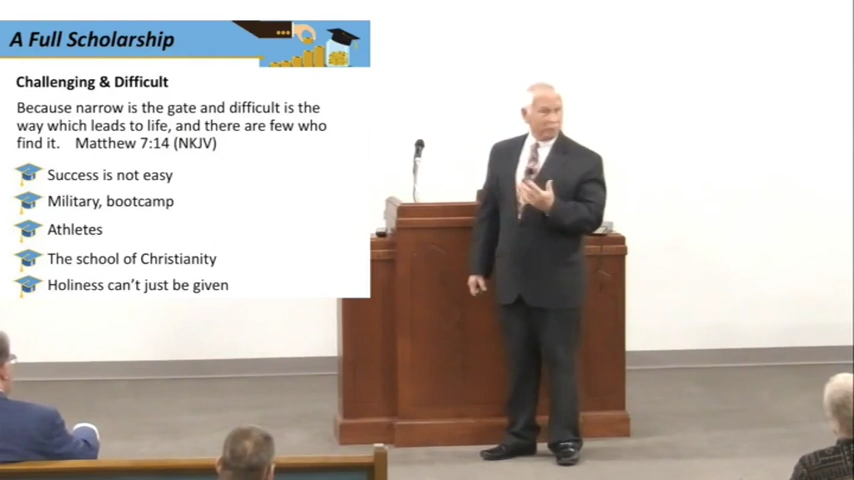 A Full Scholarship
Challenging & Difficult
Because narrow is the gate and difficult is the
way which leads to life, and there are few who
find it. Matthew 7:14 (NKJV)
Success is not easy
Military, bootcamp
Athletes
The school of Christianity
Holiness can't just be given